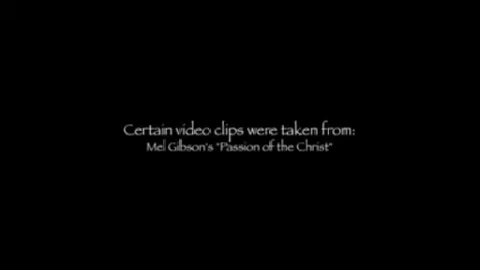 Certain video clips were taken from:
Mel Gibson's "Passion of the Christ"